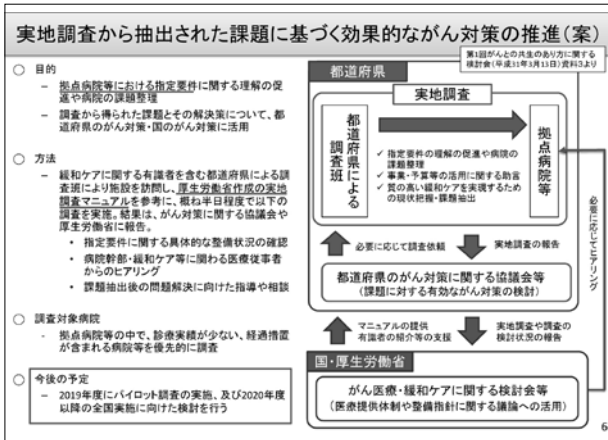 実地調査から抽出された課題に基づく効果的ながん対策の推進（案）
第1回がんとの共生のあり方に関する
検討会（平成31年3月13日）資料3より
○ 目的
– 拠点病院等における指定要件に関する理解の促
進や病院の課題整理
– 調査から得られた課題とその解決策について、都
道府県のがん対策・国のがん対策に活用
○ 方法
– 緩和ケアに関する有識者を含む都道府県による調
査班により施設を訪問し、厚生労働省作成の実地
調査マニュアルを参考に、概ね半日程度で以下の
調査を実施。結果は、がん対策に関する協議会や
厚生労働省に報告。
• 指定要件に関する具体的な整備状況の確認
• 病院幹部・緩和ケア等に関わる医療従事者
からのヒアリング
• 課題抽出後の問題解決に向けた指導や相談
○ 調査対象病院
- 拠点病院等の中で、診療実績が少ない、経過措置
が含まれる病院等を優先的に調査
○ 今後の予定
– 2019年度にパイロット調査の実施、及び2020年度
以降の全国実施に向けた検討を行う
都道府県
実地調査
都道府県による
調査班
✓ 指定要件の理解の促進や病院の
課題整理
✓ 事業・予算等の活用に関する助言
✓ 質の高い緩和ケアを実現するため
の現状把握・課題抽出
拠点病院等
必要に応じて調査依頼
実地調査の報告
都道府県のがん対策に関する協議会等
（課題に対する有効ながん対策の検討）
マニュアルの提供
有識者の紹介等の支援
実地調査や調査の
検討状況の報告
必要に応じてヒアリング
国・厚生労働省
がん医療・緩和ケアに関する検討会等
（医療提供体制や整備指針に関する議論への活用）
6